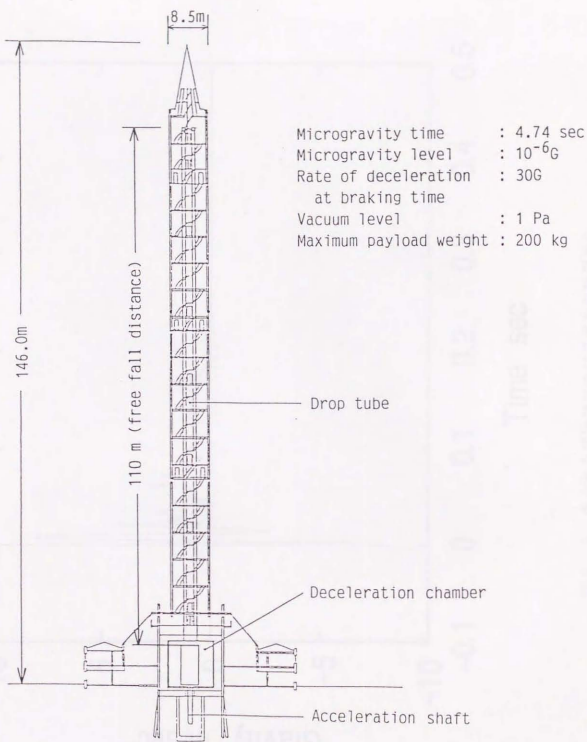 8.5m
Microgravity time : 4.74 sec
Microgravity level : 10⁻⁶G
Rate of deceleration : 30G
at braking time
Vacuum level : 1 Pa
Maximum payload weight : 200 kg
146.0m
110 m (free fall distance)
Drop tube
Deceleration chamber
Acceleration shaft
Time sec